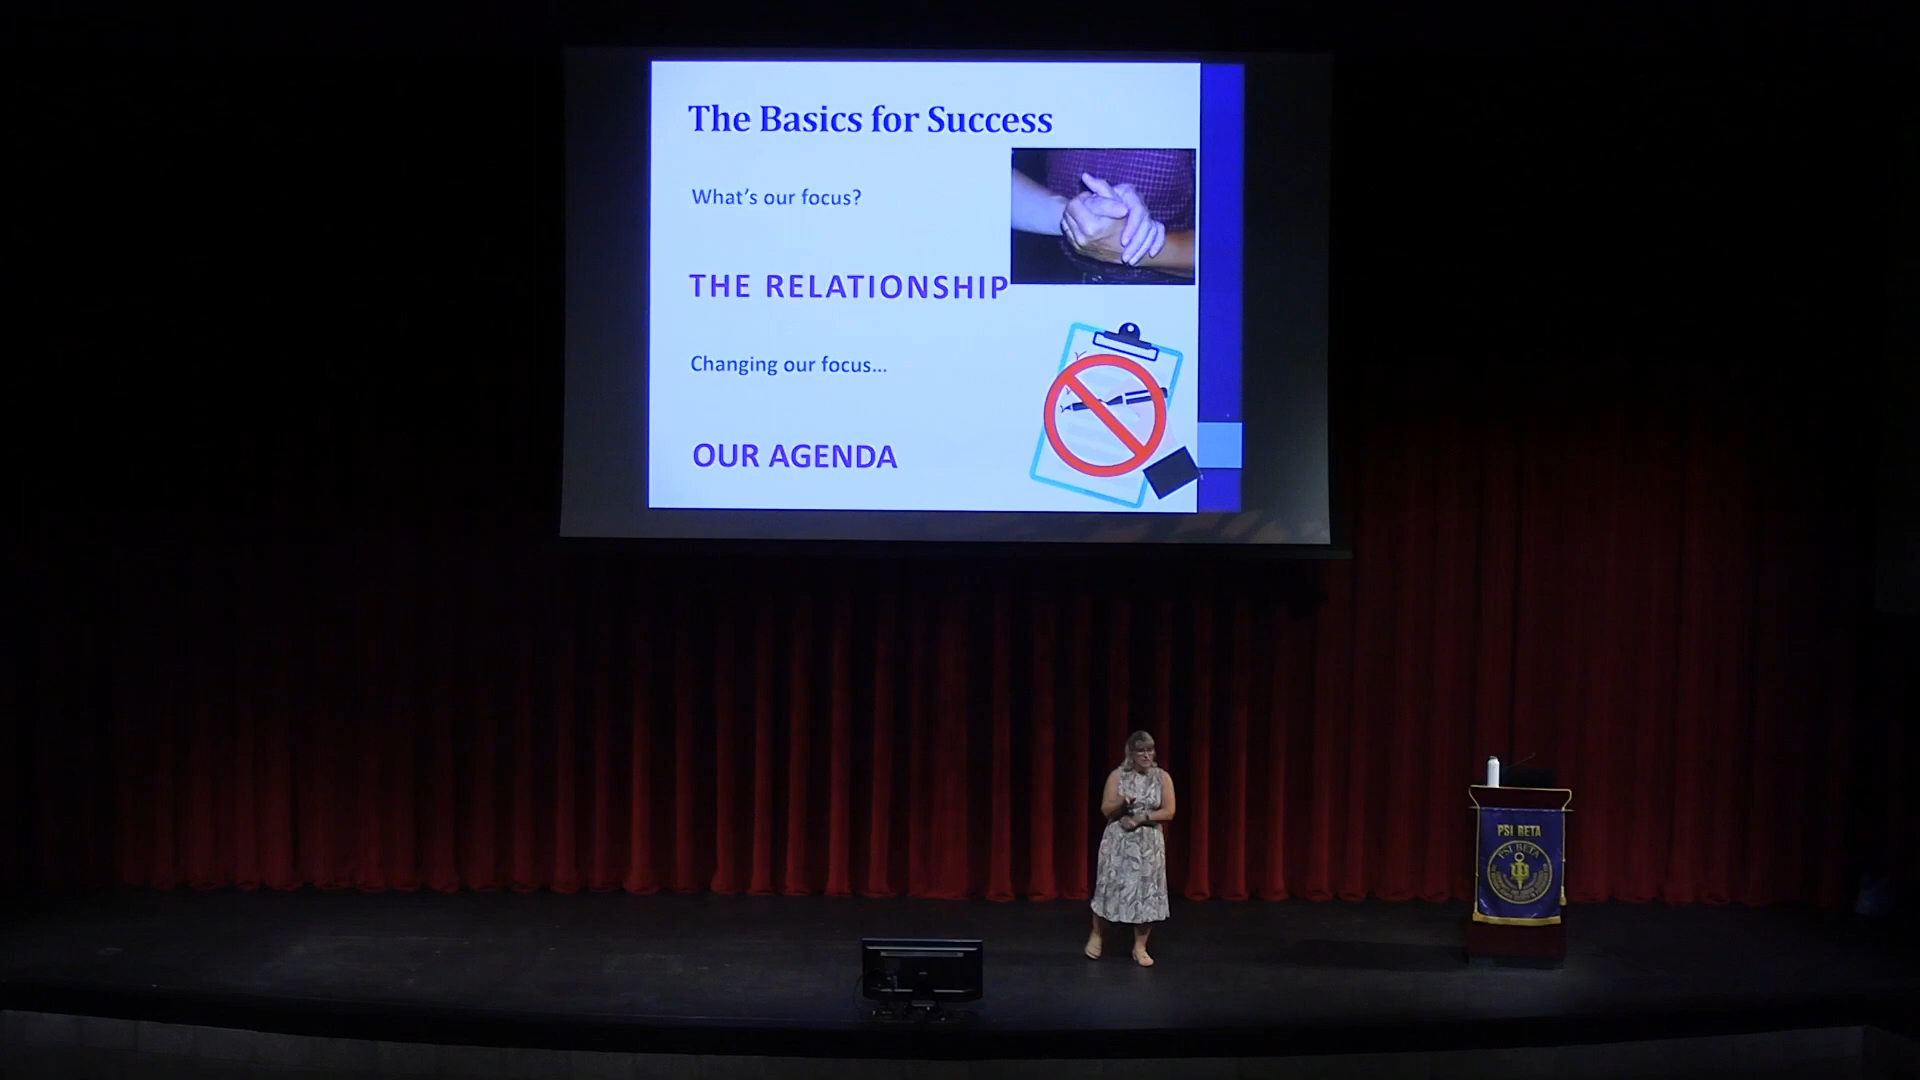 The Basics for Success
What's our focus?
THE RELATIONSHIP
Changing our focus...
OUR AGENDA
PSI BETA
PSI BETA